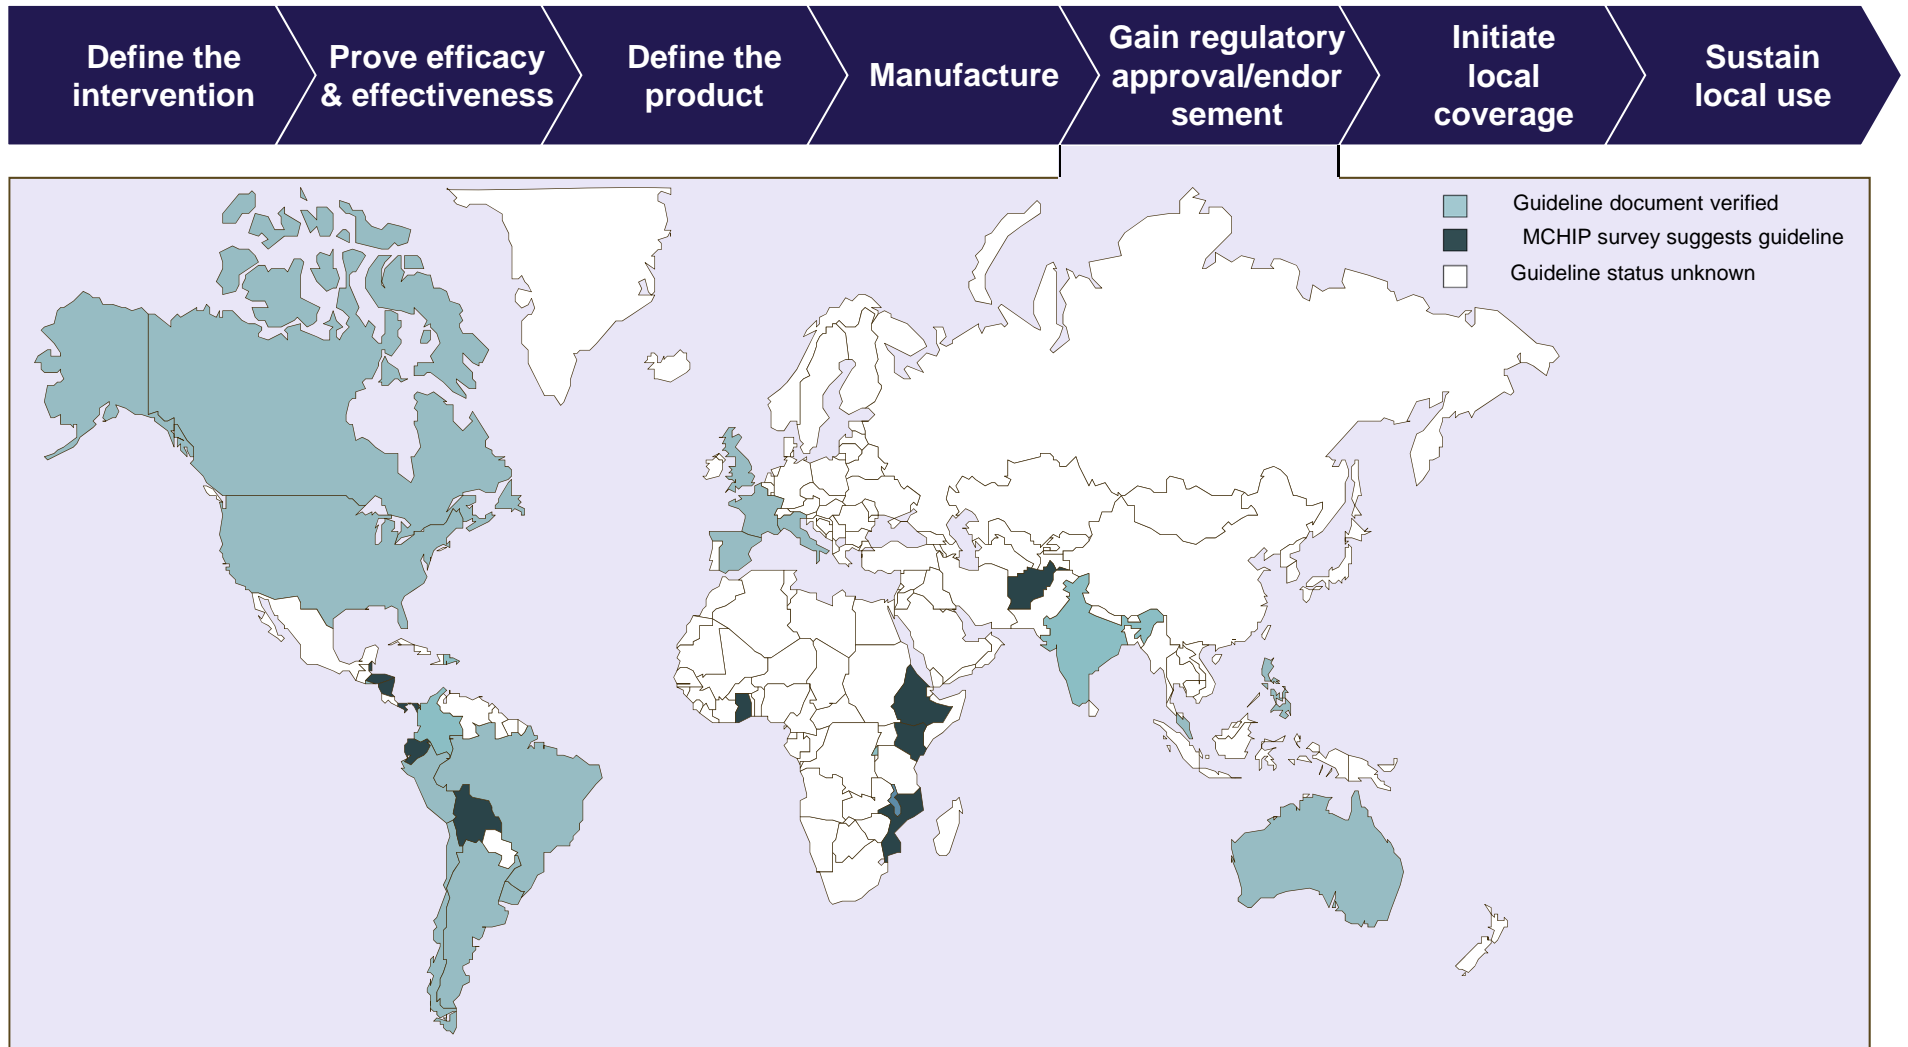 Define the
intervention
Prove efficacy
& effectiveness
Define the
product
Manufacture
Gain regulatory
approval/endor
sement
Initiate
local
coverage
Sustain
local use
Guideline document verified
MCHIP survey suggests guideline
Guideline status unknown